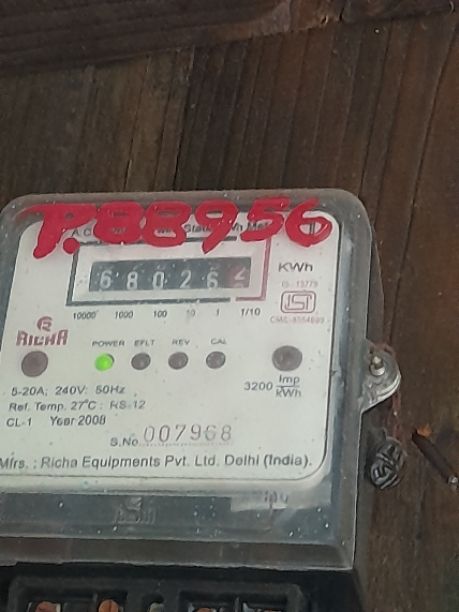 P.88956
KWh
680262
IS-13779
ISI
10000 1000 100 10 1 1/10
RICHA
POWER EFLT REV CAL
5-20A; 240V: 50Hz
3200 Imp/kWh
Ref. Temp. 27°C: RS-12
CL-1 Year 2008
S.No. 007968
Mfrs. : Richa Equipments Pvt. Ltd. Delhi (India).